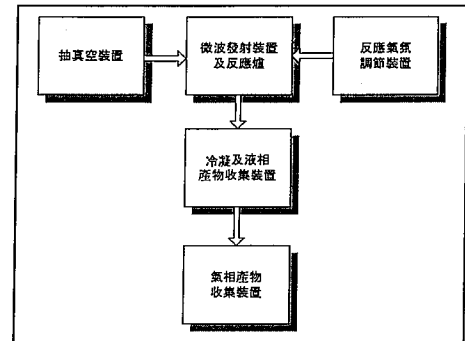 抽真空裝置
微波發射裝置
及反應爐
反應氣氛
調節裝置
冷凝及液相
產物收集裝置
氣相產物
收集裝置